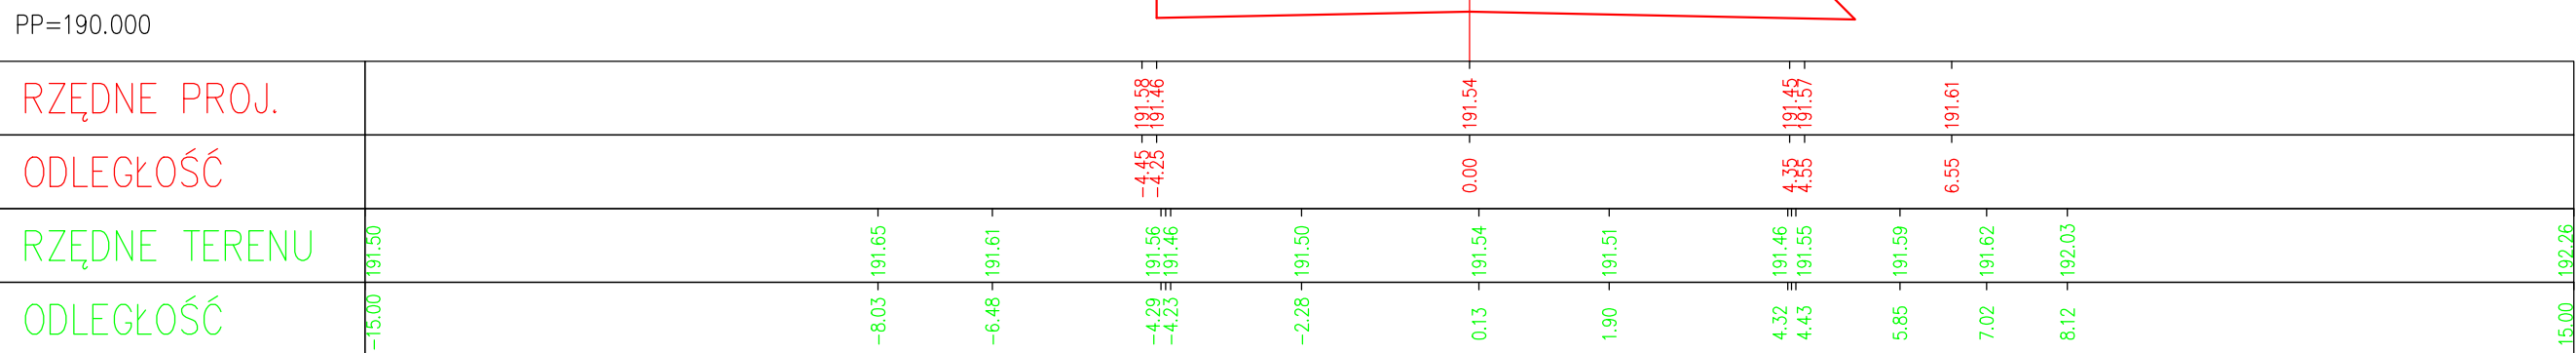 PP=190.000
RZĘDNE PROJ. 191.58 191.46 191.54 191.45 191.57 191.61
ODLEGŁOŚĆ -4.45 -4.25 0.00 4.35 4.55 6.55
RZĘDNE TERENU 191.50 191.65 191.61 191.56 191.46 191.50 191.54 191.51 191.46 191.55 191.59 191.62 192.03 192.26
ODLEGŁOŚĆ -15.00 -8.03 -6.48 -4.29 -4.23 -2.28 0.13 1.90 4.32 4.43 5.85 7.02 8.12 15.00